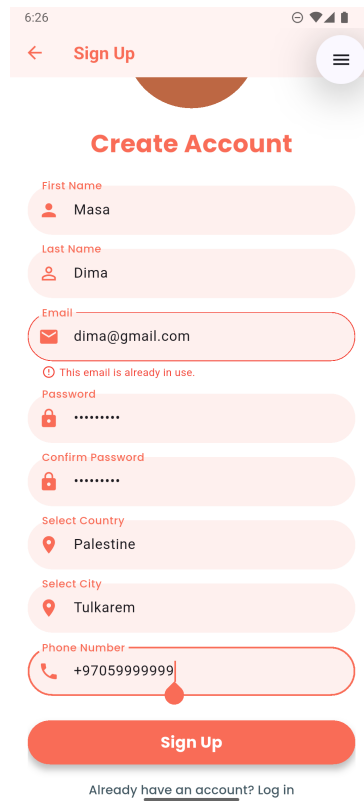 6:26
Sign Up
Create Account
First Name
Masa
Last Name
Dima
Email
dima@gmail.com
This email is already in use.
Password
•••••••••
Confirm Password
•••••••••
Select Country
Palestine
Select City
Tulkarem
Phone Number
+97059999999
Sign Up
Already have an account? Log in